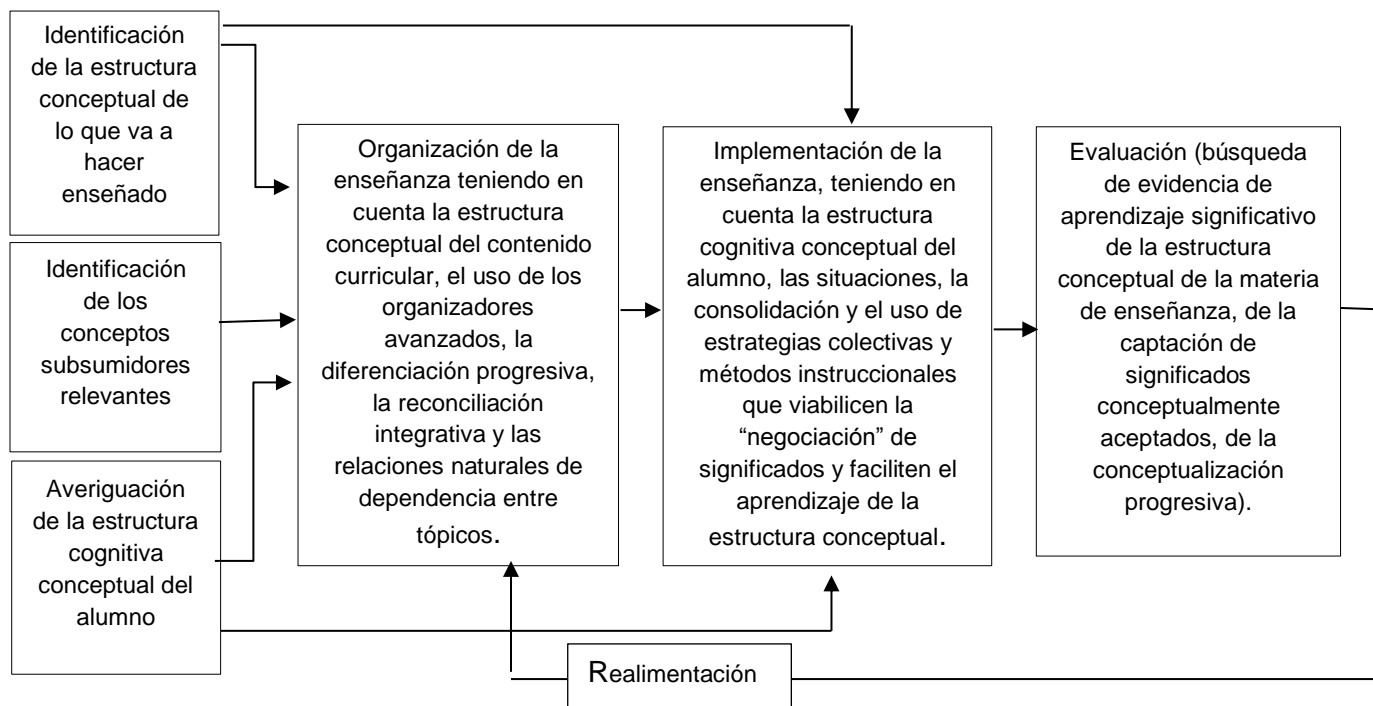 Identificación
de la estructura
conceptual de
lo que va a
hacer
enseñado
Identificación
de los
conceptos
subsumidores
relevantes
Averiguación
de la estructura
cognitiva
conceptual del
alumno
Organización de la
enseñanza teniendo en
cuenta la estructura
conceptual del contenido
curricular, el uso de los
organizadores
avanzados, la
diferenciación progresiva,
la reconciliación
integrativa y las
relaciones naturales de
dependencia entre
tópicos.
Implementación de la
enseñanza, teniendo en
cuenta la estructura
cognitiva conceptual del
alumno, las situaciones, la
consolidación y el uso de
estrategias colectivas y
métodos instruccionales
que viabilicen la
“negociación” de
significados y faciliten el
aprendizaje de la
estructura conceptual.
Evaluación (búsqueda
de evidencia de
aprendizaje significativo
de la estructura
conceptual de la materia
de enseñanza, de la
captación de
significados
conceptualmente
aceptados, de la
conceptualización
progresiva).
Realimentación